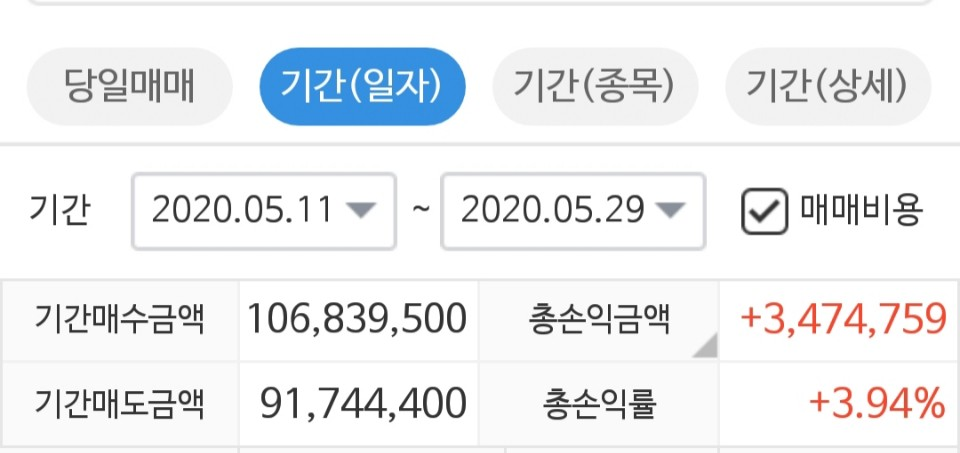 당일매매 기간(일자) 기간(종목) 기간(상세)
기간 2020.05.11 ~ 2020.05.29 매매비용
기간매수금액 106,839,500 총손익금액 +3,474,759
기간매도금액 91,744,400 총손익률 +3.94%